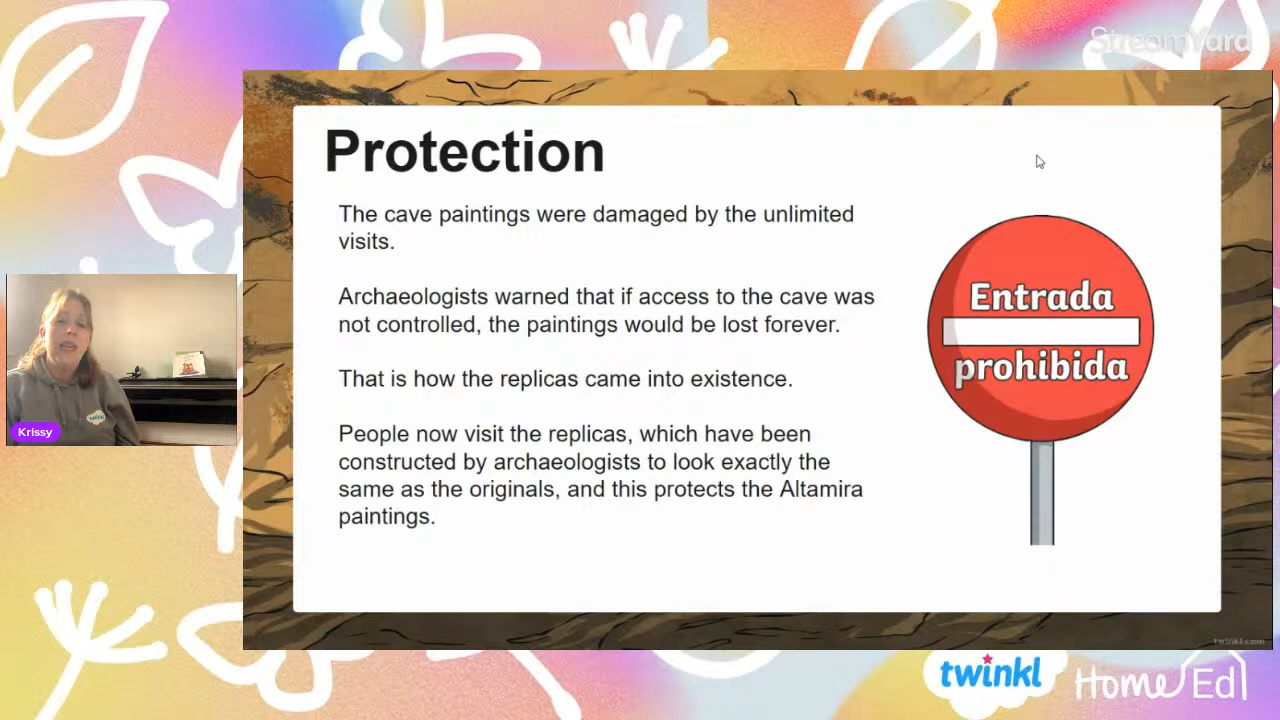 StreamYard
Protection
The cave paintings were damaged by the unlimited
visits.
Archaeologists warned that if access to the cave was
not controlled, the paintings would be lost forever.
That is how the replicas came into existence.
People now visit the replicas, which have been
constructed by archaeologists to look exactly the
same as the originals, and this protects the Altamira
paintings.
Entrada
prohibida
twinkl
Krissy
twinkl.com
twinkl Home Ed